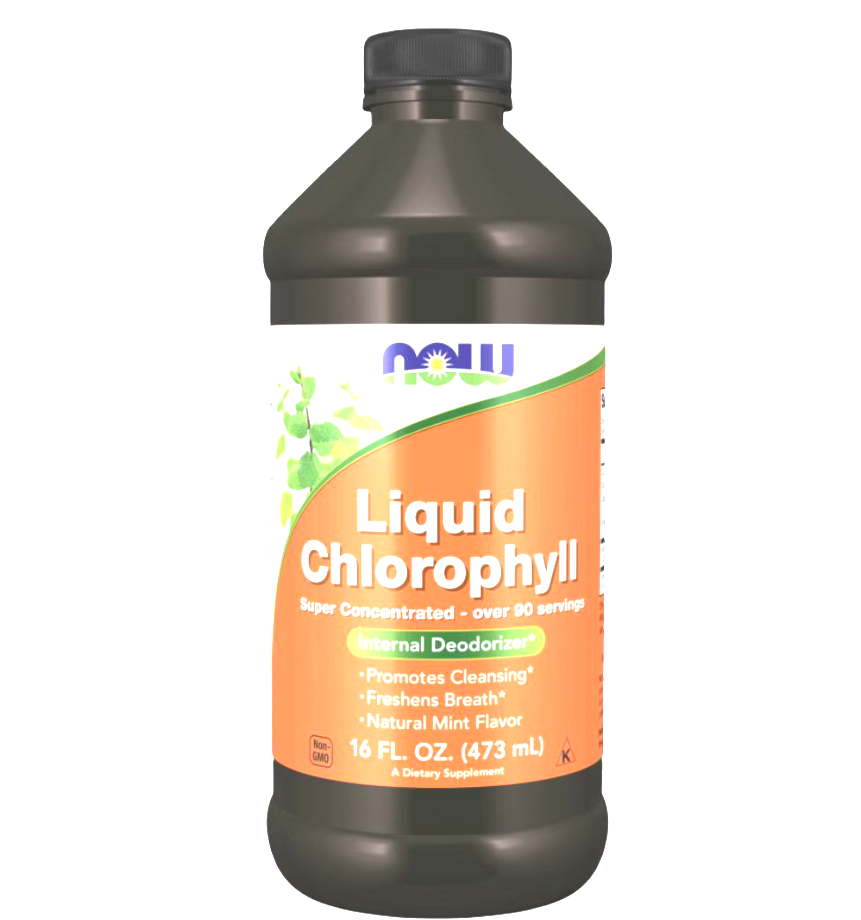 now
Liquid
Chlorophyll
Super Concentrated - over 90 servings
Internal Deodorizer*
•Promotes Cleansing*
•Freshens Breath*
•Natural Mint Flavor
Non-
GMO
16 FL. OZ. (473 mL)
K
A Dietary Supplement